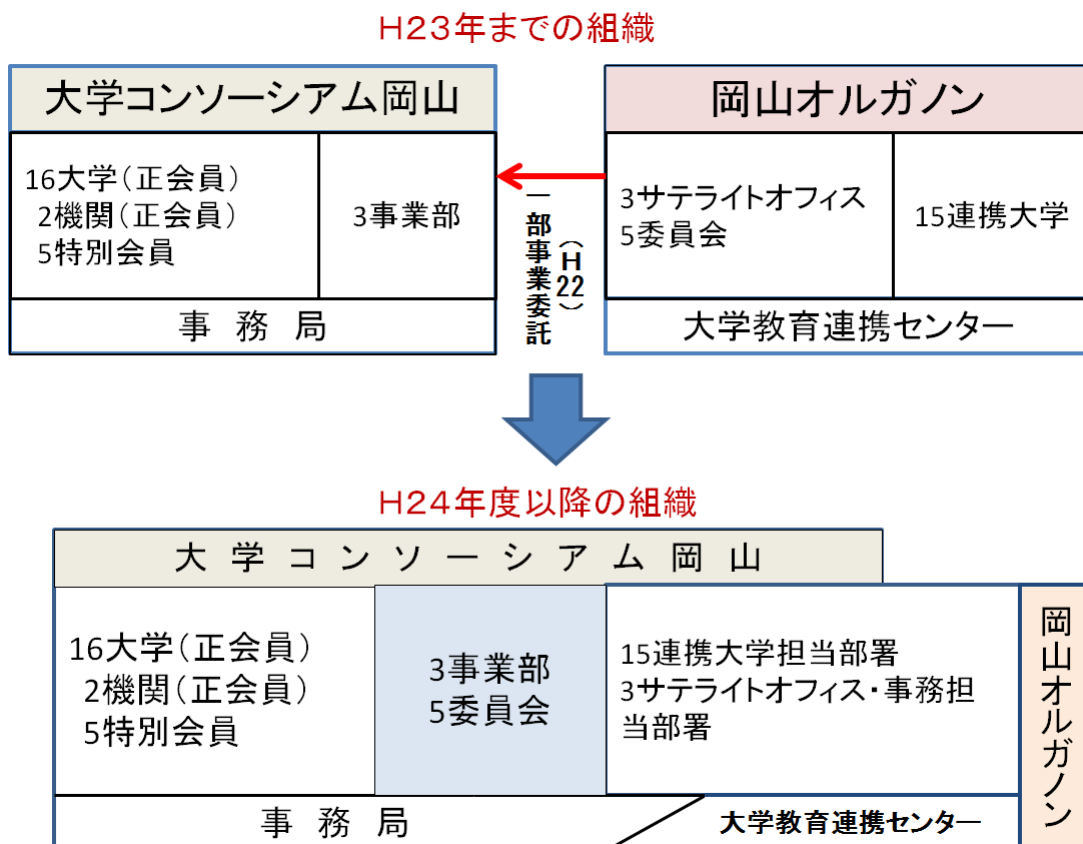 H23年までの組織
大学コンソーシアム岡山
16大学(正会員)
2機関(正会員)
5特別会員
3事業部
事務局
一部事業委託
(H22)
岡山オルガノン
3サテライトオフィス
5委員会
15連携大学
大学教育連携センター
H24年度以降の組織
大学コンソーシアム岡山
16大学(正会員)
2機関(正会員)
5特別会員
3事業部
5委員会
15連携大学担当部署
3サテライトオフィス・事務担
当部署
岡山オルガノン
事務局
大学教育連携センター